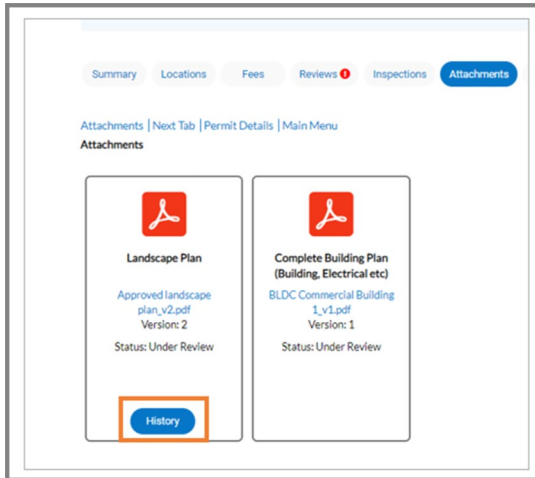 Summary Locations Fees Reviews ! Inspections Attachments
Attachments | Next Tab | Permit Details | Main Menu
Attachments
Landscape Plan
Approved landscape
plan_v2.pdf
Version: 2
Status: Under Review
History
Complete Building Plan
(Building, Electrical etc)
BLDC Commercial Building
1_v1.pdf
Version: 1
Status: Under Review